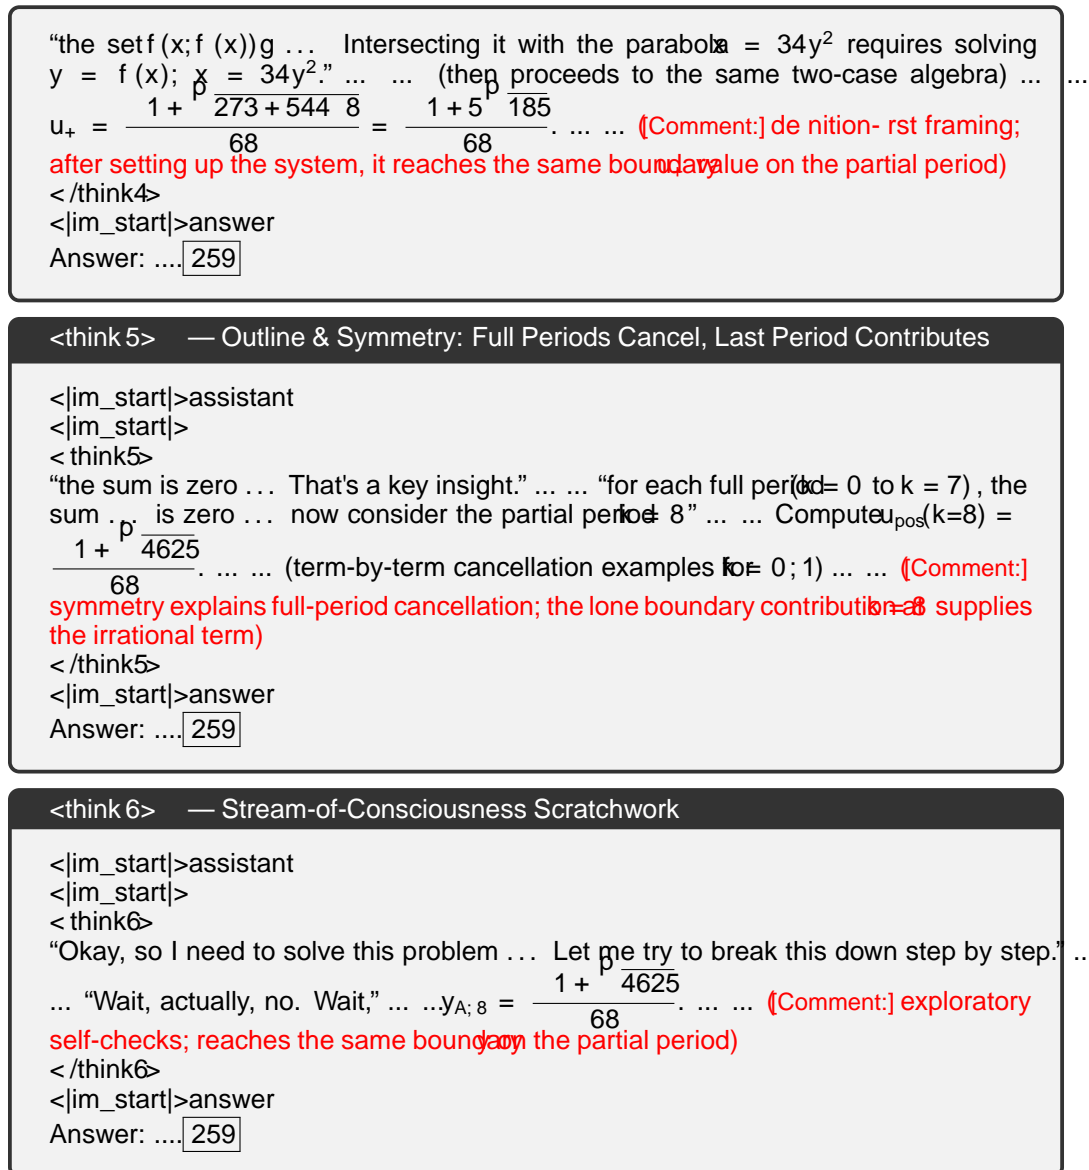 “the set f (x; f (x))g ... Intersecting it with the parabola x = 34y² requires solving
y = f (x); x = 34y².” ... ... (then proceeds to the same two-case algebra) ... ...
u₊ = (1 + p 273 + 544 8) / 68 = (1 + 5 p 185) / 68. ... ... ([Comment:] de nition- rst framing;
after setting up the system, it reaches the same boundary u₊ value on the partial period)
< /think4>
<|im_start|>answer
Answer: .... 259
<think 5> — Outline & Symmetry: Full Periods Cancel, Last Period Contributes
<|im_start|>assistant
<|im_start|>
< think5>
“the sum is zero ... That's a key insight.” ... ... “for each full period (k = 0 to k = 7) , the
sum ... is zero ... now consider the partial period k = 8” ... ... Compute u_pos(k=8) =
(1 + p 4625) / 68. ... ... (term-by-term cancellation examples for k = 0; 1) ... ... ([Comment:]
symmetry explains full-period cancellation; the lone boundary contribution at k = 8 supplies
the irrational term)
< /think5>
<|im_start|>answer
Answer: .... 259
<think 6> — Stream-of-Consciousness Scratchwork
<|im_start|>assistant
<|im_start|>
< think6>
“Okay, so I need to solve this problem ... Let me try to break this down step by step.” ..
... “Wait, actually, no. Wait,” ... ... y_A; 8 = (1 + p 4625) / 68. ... ... ([Comment:] exploratory
self-checks; reaches the same boundary y on the partial period)
< /think6>
<|im_start|>answer
Answer: .... 259